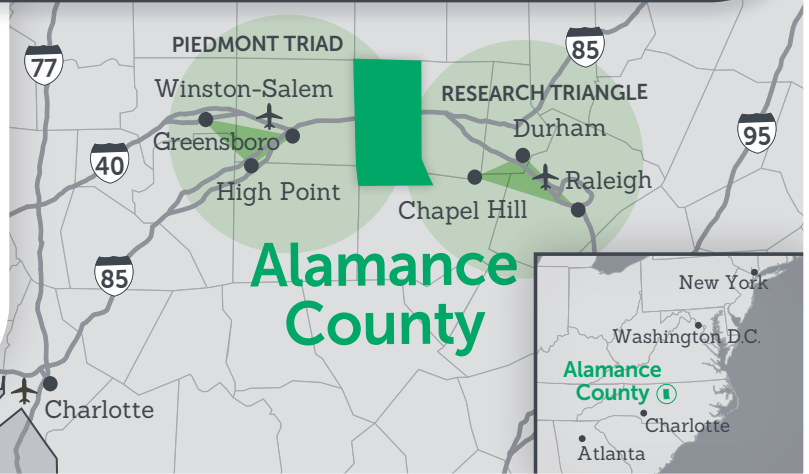 85
77
PIEDMONT TRIAD
RESEARCH TRIANGLE
Winston-Salem
95
Durham
Greensboro
40
Raleigh
High Point
Chapel Hill
85
Alamance
County
New York
Washington D.C.
Alamance
County
Charlotte
Atlanta
Charlotte